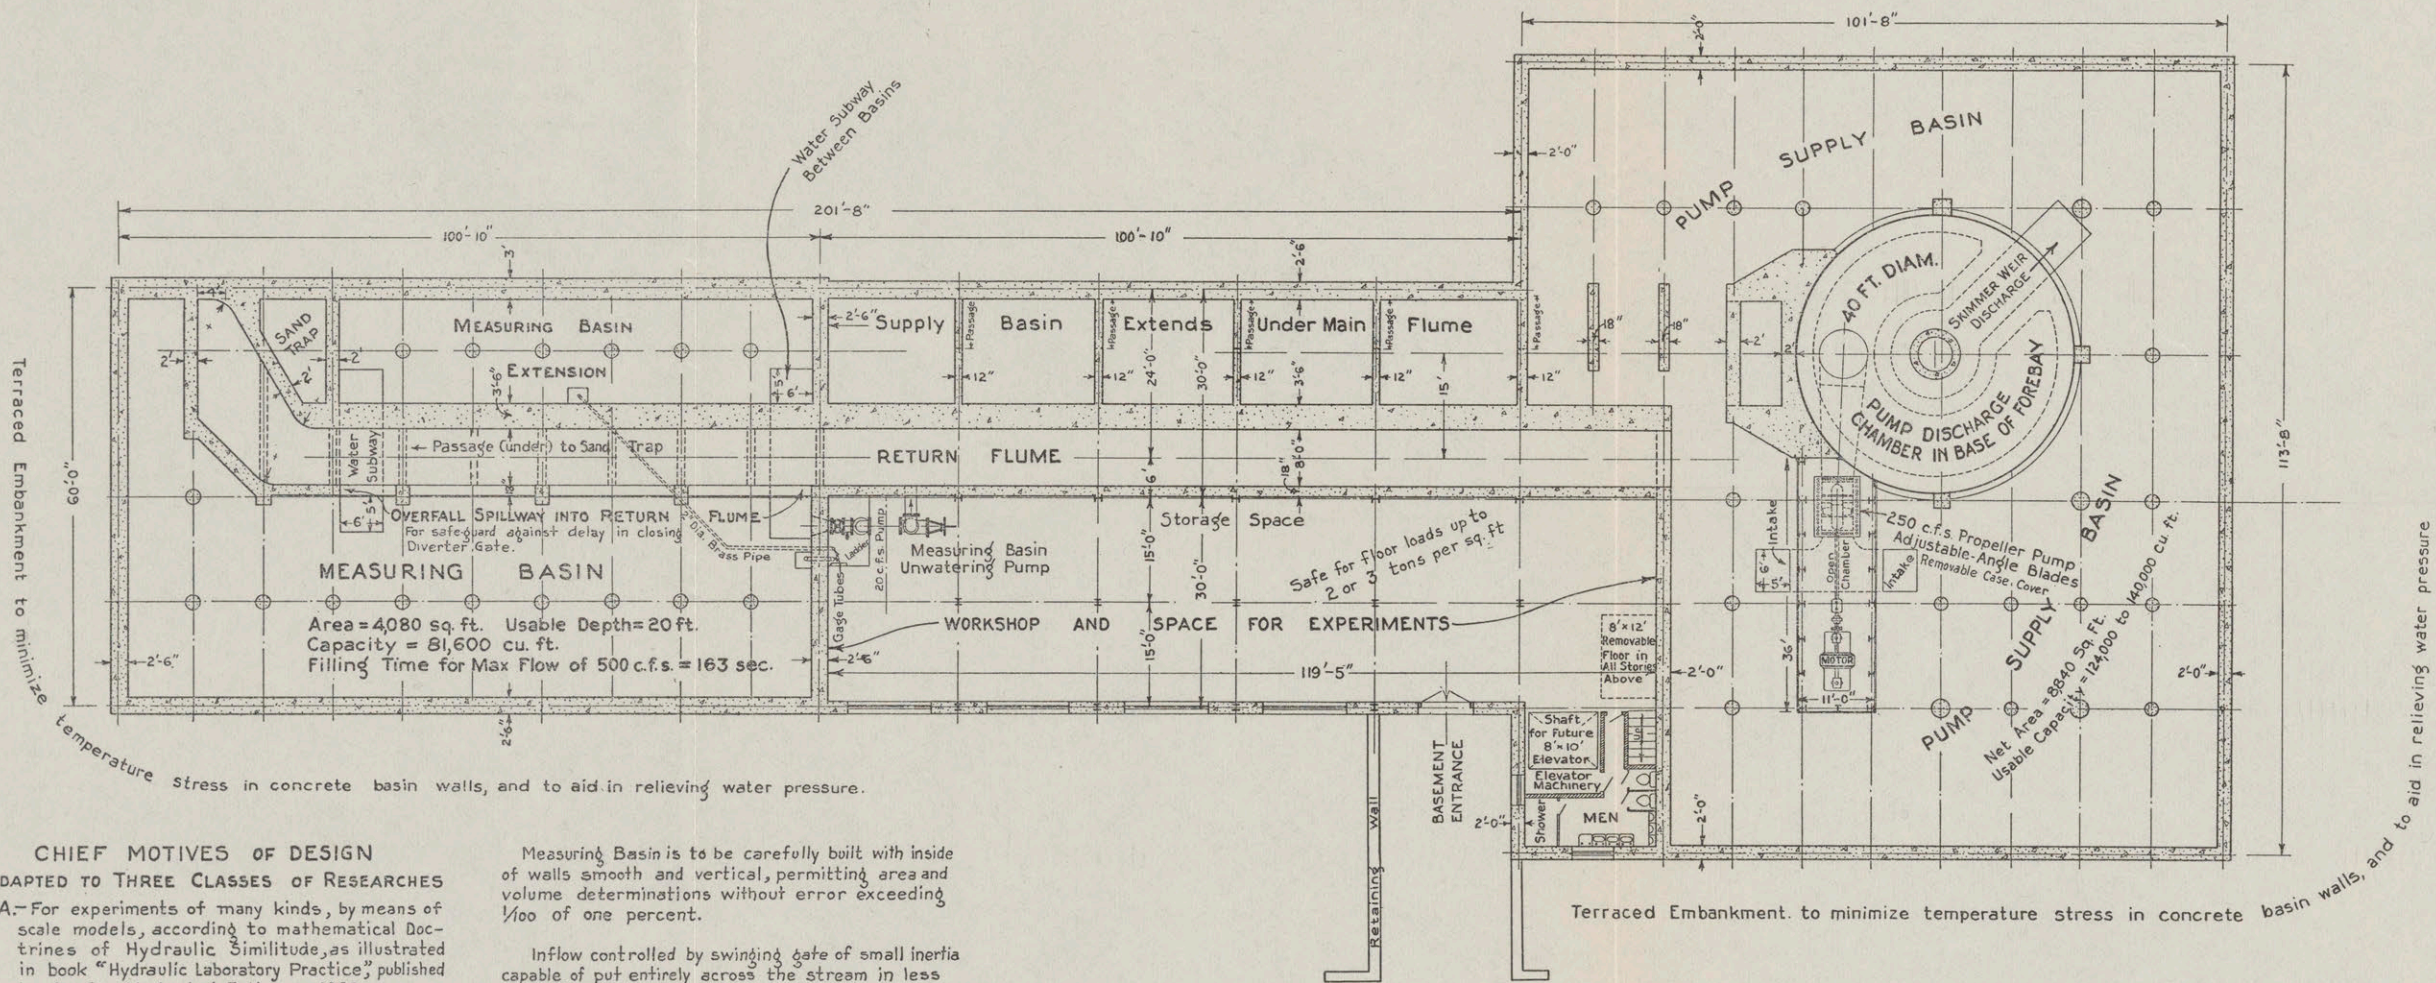 101'-8"
2'-0"
Water Subway
Between Basins
SUPPLY BASIN
PUMP
2'-0"
201'-8"
100'-10"
100'-10"
3'
2'-6"
SAND
TRAP
MEASURING BASIN
EXTENSION
2'
2'
2'
3'-6"
5'
6'
2'-6"
Supply
Basin
Extends
Under Main
Flume
Passage
Passage
Passage
Passage
Passage
12"
12"
12"
12"
12"
24'-0"
30'-0"
3'-6"
15'
18"
18"
2'
40 FT. DIAM.
SKIMMER WEIR
DISCHARGE
PUMP DISCHARGE
CHAMBER IN BASE OF FOREBAY
113'-8"
60'-0"
Water
Subway
← Passage (under) to Sand Trap
RETURN FLUME
6'
18"
8'-0"
6'
5'
OVERFALL SPILLWAY INTO RETURN FLUME
For safe-guard against delay in closing
Diverter Gate.
Dia. Brass Pipe
Ladder
20 c.f.s. Pump
Measuring Basin
Unwatering Pump
Gage Tubes
Storage Space
Safe for floor loads up to
2 or 3 tons per sq. ft
15'-0"
30'-0"
15'-0"
MEASURING BASIN
Area = 4,080 sq. ft. Usable Depth = 20 ft.
Capacity = 81,600 cu. ft.
Filling Time for Max Flow of 500 c.f.s. = 163 sec.
2'-6"
2'-6"
2'-6"
WORKSHOP AND SPACE FOR EXPERIMENTS
119'-5"
8'×12'
Removable
Floor in
All Stories
Above
2'-0"
Intake
6'
5'
Open
Chamber
Intake
250 c.f.s. Propeller Pump
Adjustable-Angle Blades
Removable Case, Cover
36'
MOTOR
11'-0"
PUMP SUPPLY BASIN
Net Area = 8840 Sq. Ft.
Usable Capacity = 124,000 to 140,000 cu. ft.
2'-0"
Shaft
for Future
8'×10'
Elevator
Elevator
Machinery
Up
Shower
MEN
2'-0"
2'-0"
BASEMENT
ENTRANCE
Retaining Wall
Terraced Embankment to minimize temperature stress in concrete basin walls, and to aid in relieving water pressure.
Terraced Embankment. to minimize temperature stress in concrete basin walls, and to aid in relieving water pressure
CHIEF MOTIVES OF DESIGN
DAPTED TO THREE CLASSES OF RESEARCHES
A.-For experiments of many kinds, by means of
scale models, according to mathematical Doc-
trines of Hydraulic Similitude, as illustrated
in book "Hydraulic Laboratory Practice", published
Measuring Basin is to be carefully built with inside
of walls smooth and vertical, permitting area and
volume determinations without error exceeding
1/100 of one percent.
Inflow controlled by swinging gate of small inertia
capable of put entirely across the stream in less